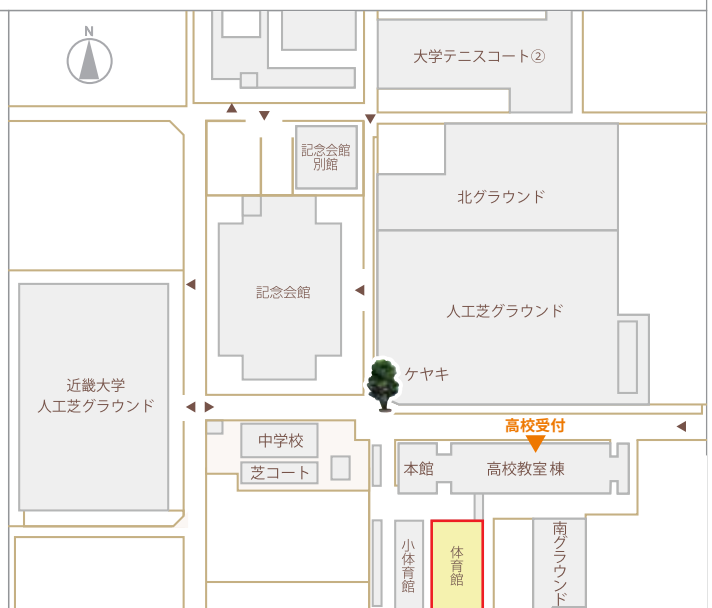 N
大学テニスコート②
記念会館
別館
北グラウンド
記念会館
人工芝グラウンド
近畿大学
人工芝グラウンド
ケヤキ
高校受付
中学校
芝コート
本館
高校教室棟
小体育館
体育館
南グラウンド